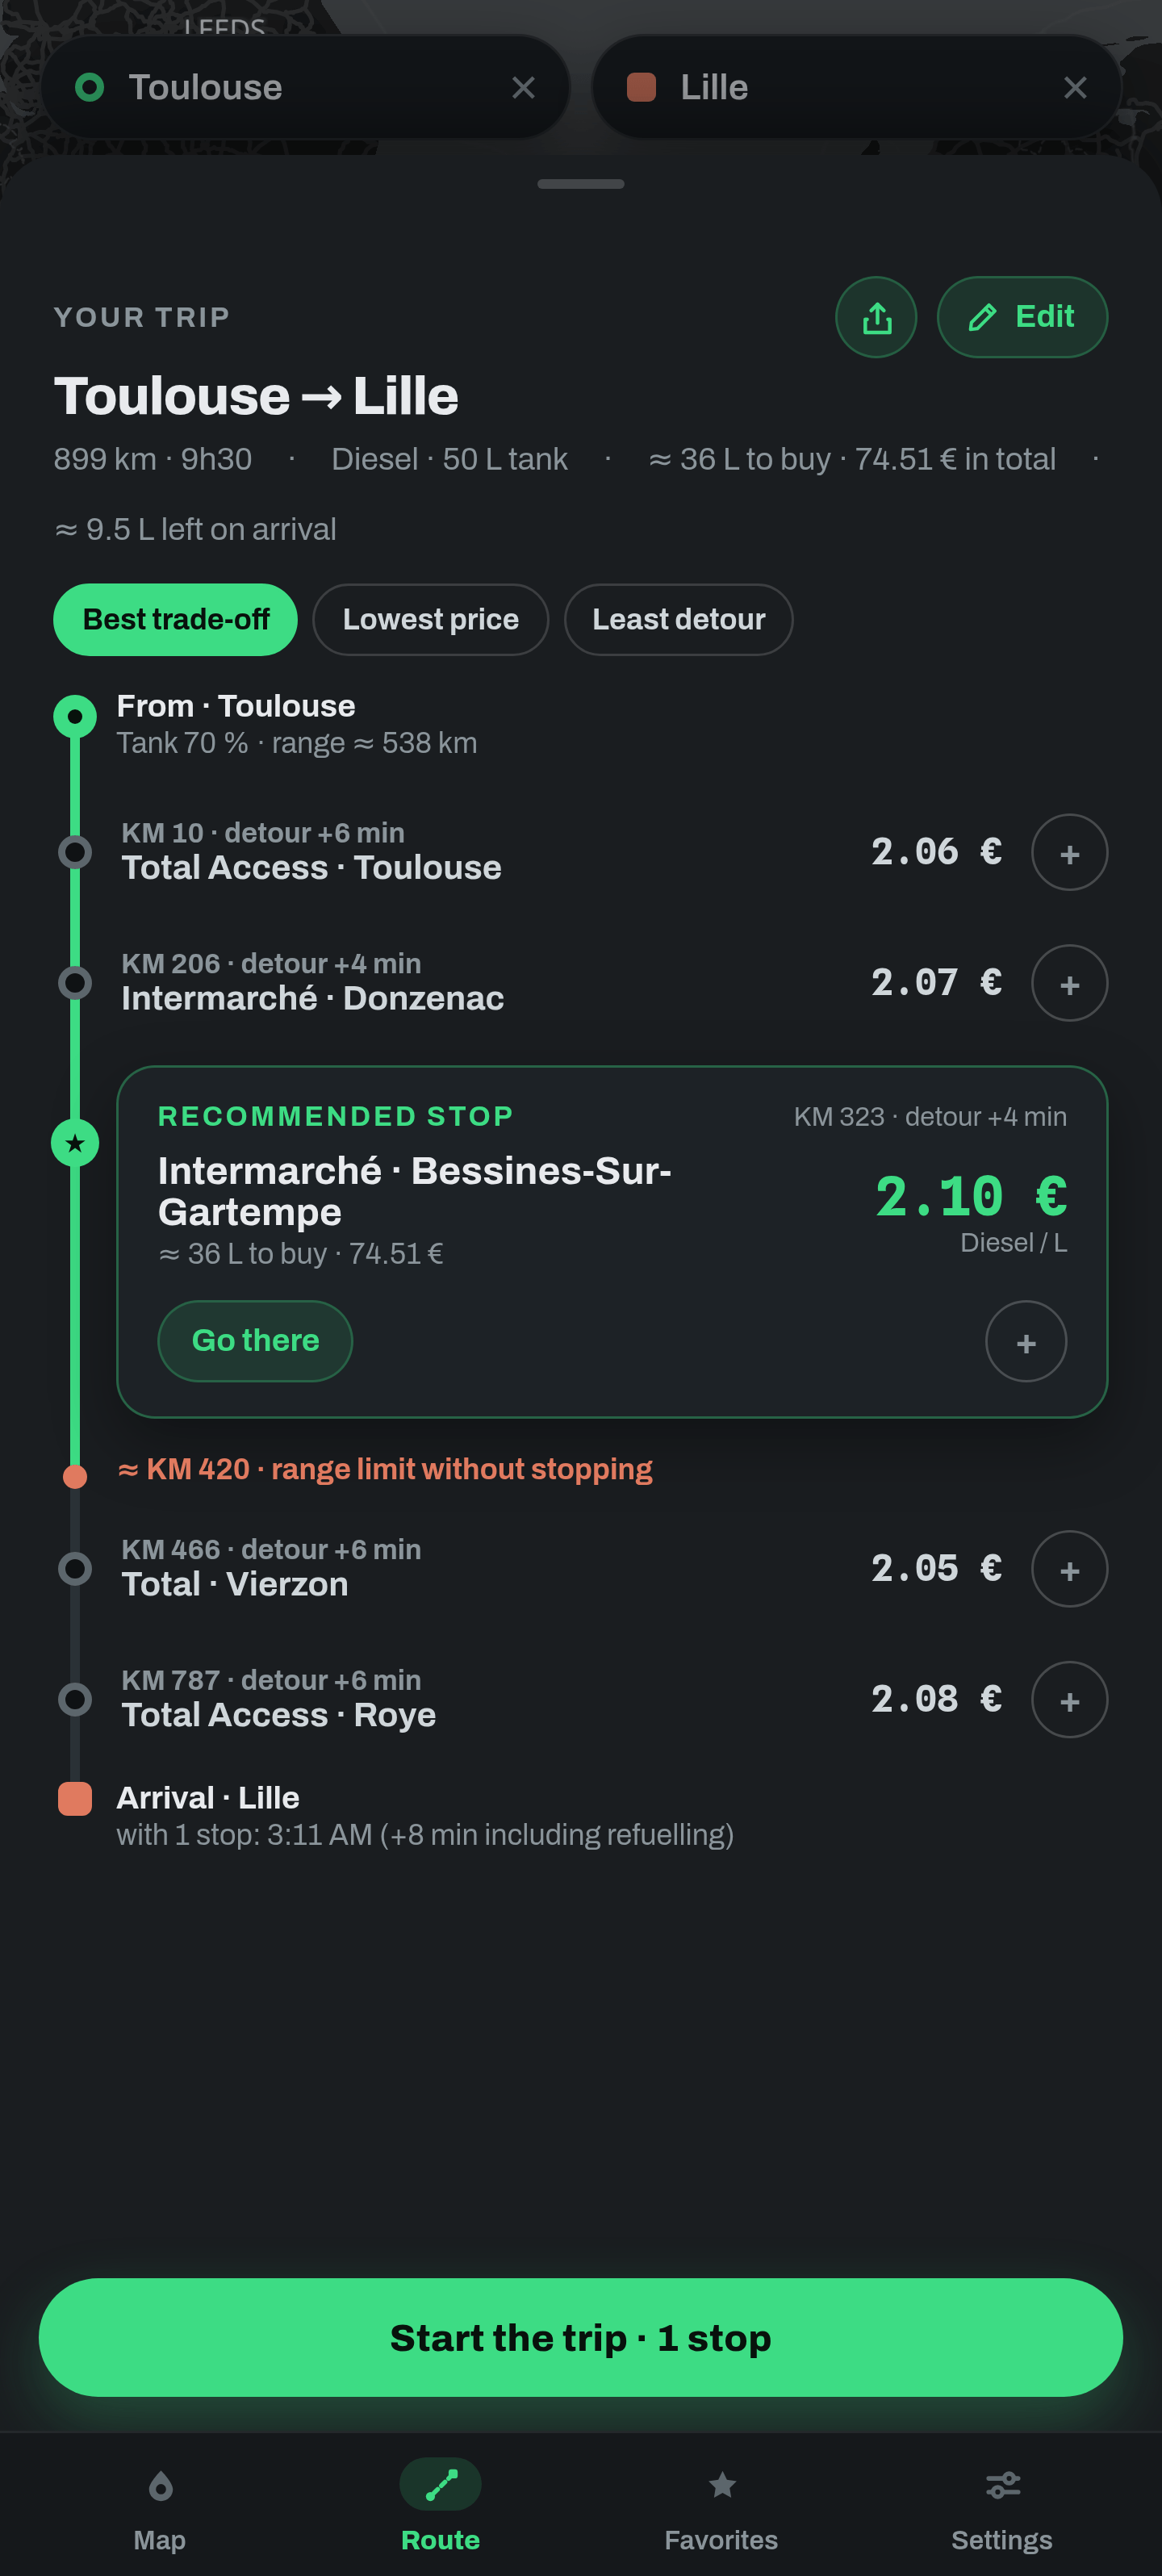 LEEDS
Toulouse
Lille
YOUR TRIP
Edit
Toulouse → Lille
899 km · 9h30 · Diesel · 50 L tank · ≈ 36 L to buy · 74.51 € in total ·
≈ 9.5 L left on arrival
Best trade-off
Lowest price
Least detour
From · Toulouse
Tank 70 % · range ≈ 538 km
KM 10 · detour +6 min
Total Access · Toulouse
2.06 €
KM 206 · detour +4 min
Intermarché · Donzenac
2.07 €
RECOMMENDED STOP
KM 323 · detour +4 min
Intermarché · Bessines-Sur-
Gartempe
2.10 €
≈ 36 L to buy · 74.51 €
Diesel / L
Go there
≈ KM 420 · range limit without stopping
KM 466 · detour +6 min
Total · Vierzon
2.05 €
KM 787 · detour +6 min
Total Access · Roye
2.08 €
Arrival · Lille
with 1 stop: 3:11 AM (+8 min including refuelling)
Start the trip · 1 stop
Map
Route
Favorites
Settings